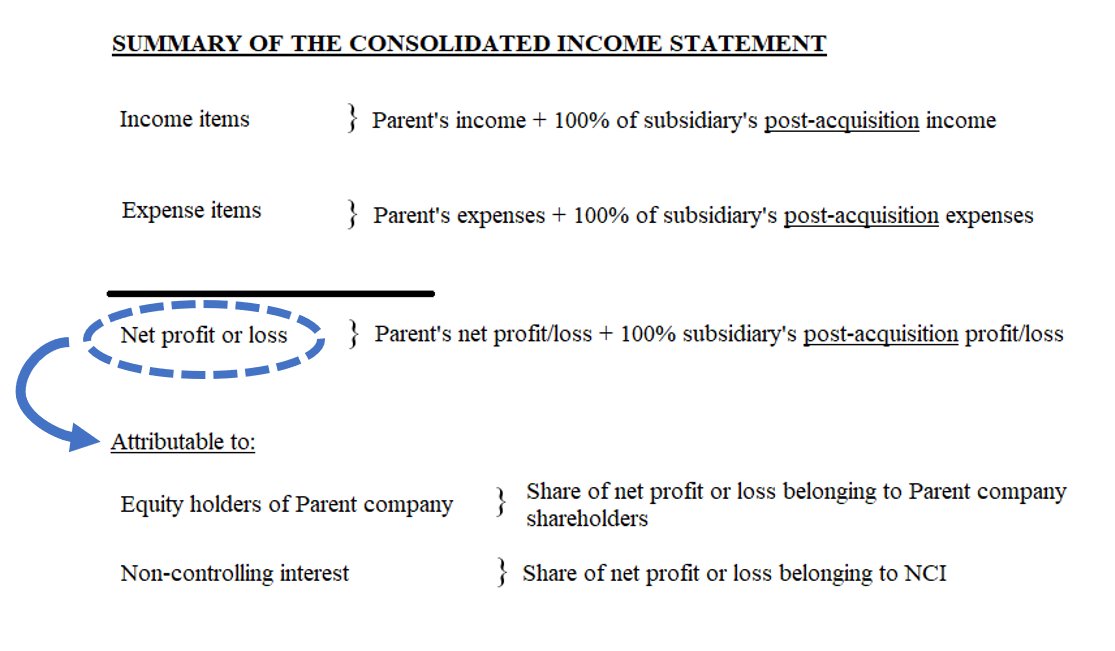 SUMMARY OF THE CONSOLIDATED INCOME STATEMENT
Income items } Parent's income + 100% of subsidiary's post-acquisition income
Expense items } Parent's expenses + 100% of subsidiary's post-acquisition expenses
Net profit or loss } Parent's net profit/loss + 100% subsidiary's post-acquisition profit/loss
Attributable to:
Equity holders of Parent company } Share of net profit or loss belonging to Parent company
shareholders
Non-controlling interest } Share of net profit or loss belonging to NCI